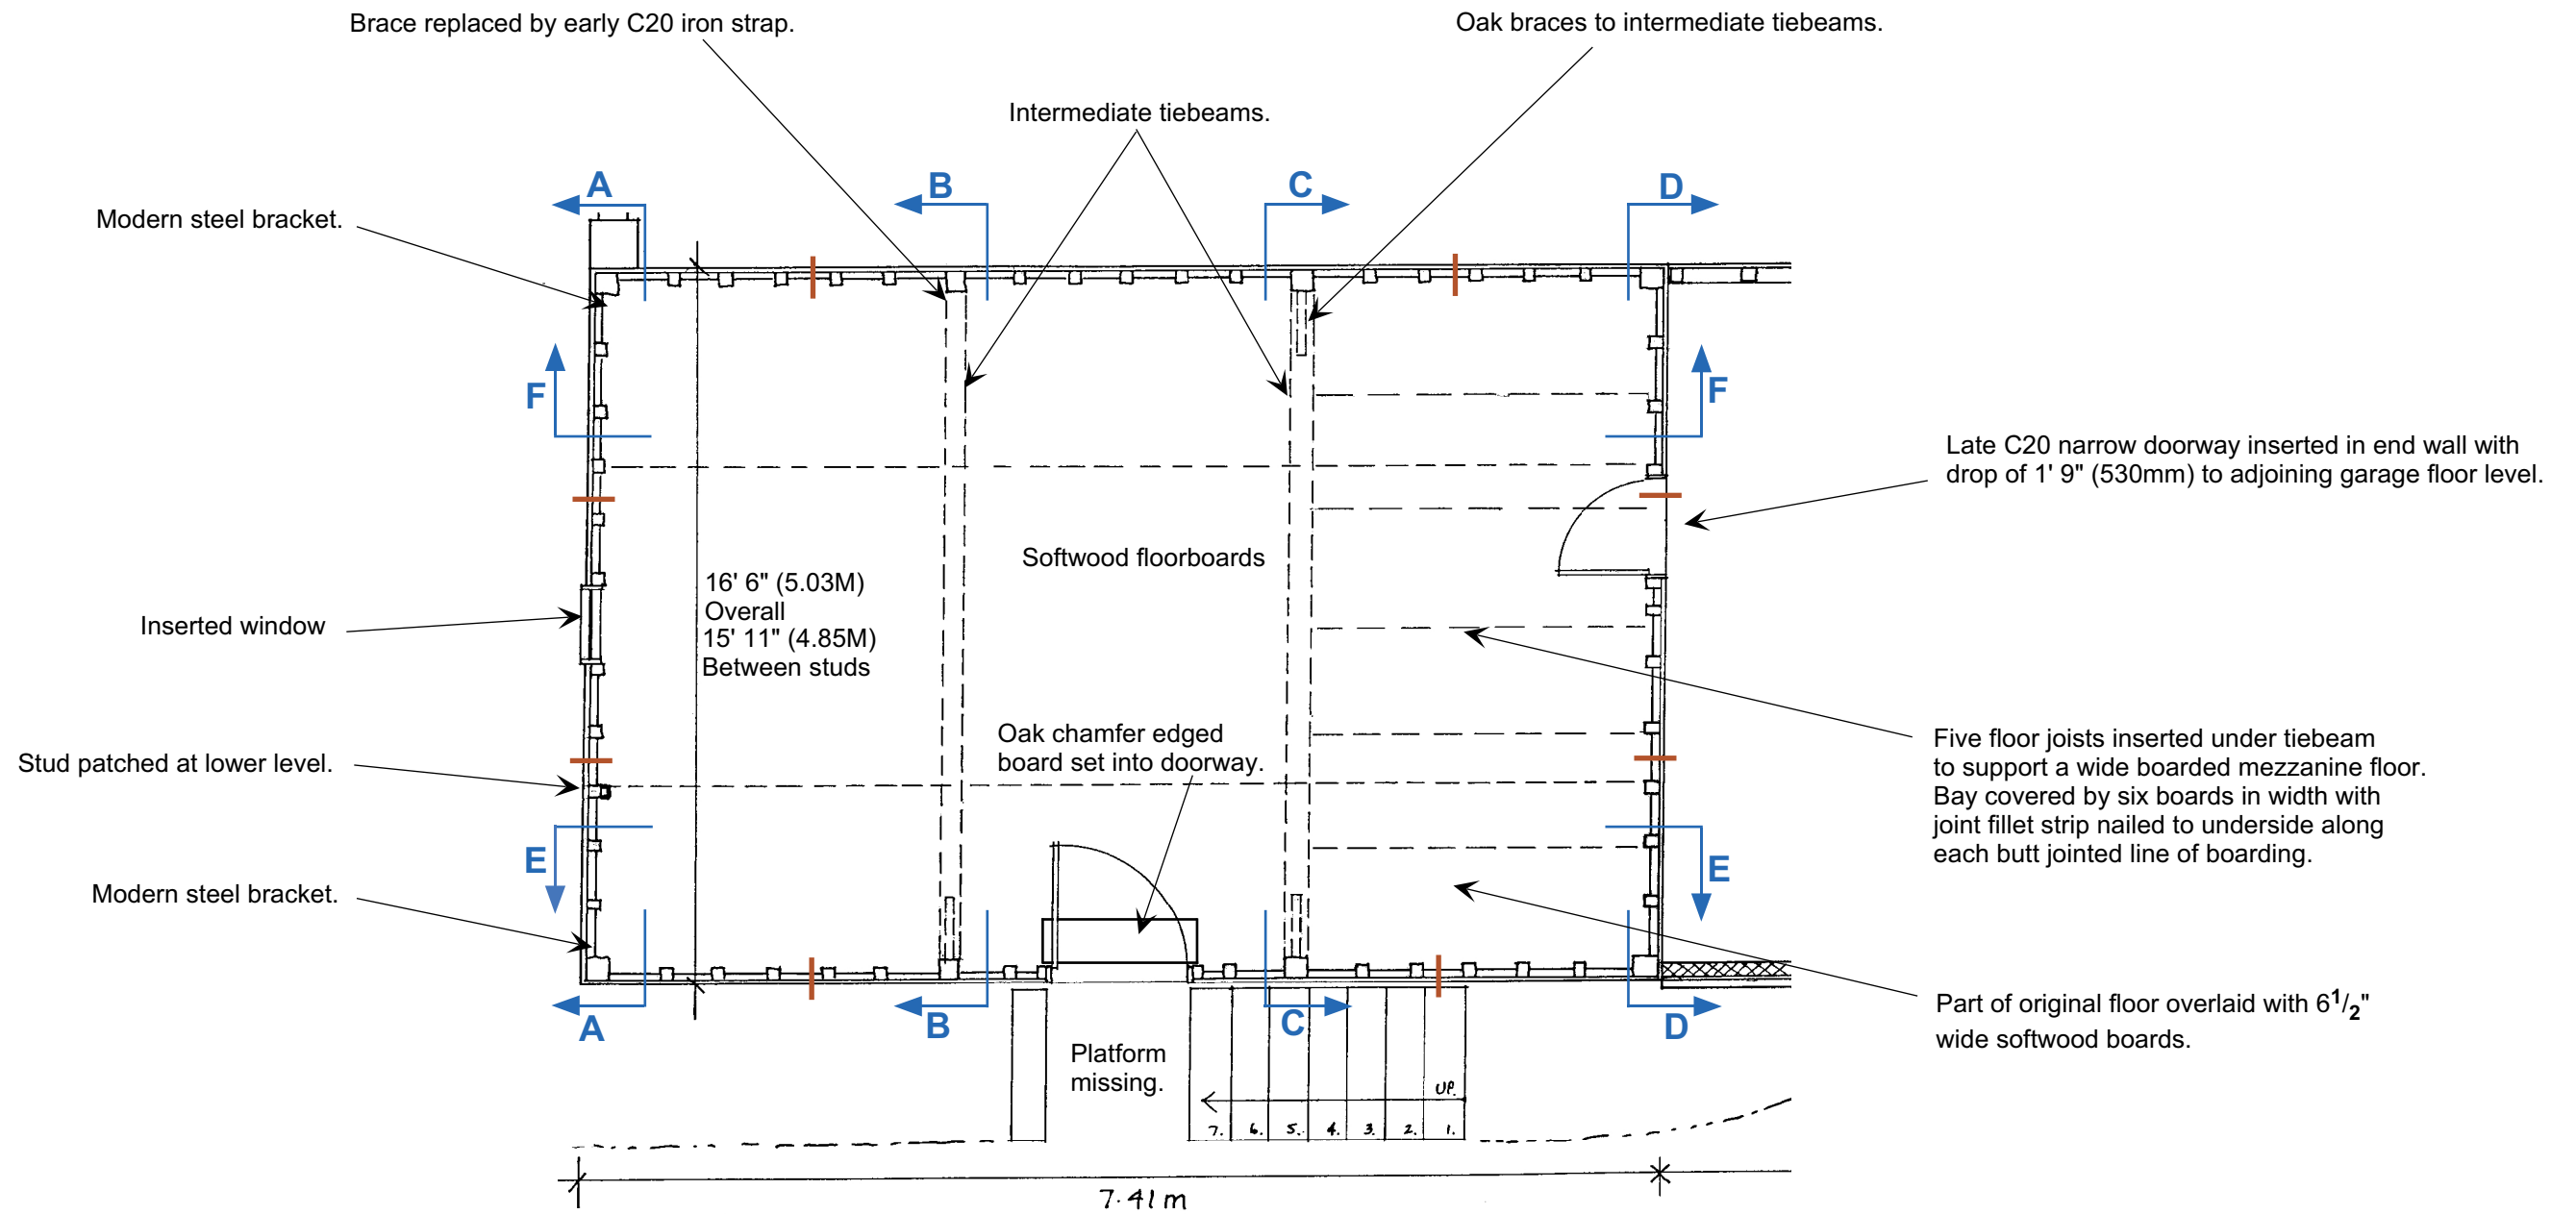 Brace replaced by early C20 iron strap.
Oak braces to intermediate tiebeams.
Intermediate tiebeams.
A
B
C
D
Modern steel bracket.
F
F
Late C20 narrow doorway inserted in end wall with
drop of 1' 9" (530mm) to adjoining garage floor level.
Softwood floorboards
16' 6" (5.03M)
Overall
15' 11" (4.85M)
Between studs
Inserted window
Oak chamfer edged
board set into doorway.
Five floor joists inserted under tiebeam
to support a wide boarded mezzanine floor.
Bay covered by six boards in width with
joint fillet strip nailed to underside along
each butt jointed line of boarding.
Stud patched at lower level.
E
E
Modern steel bracket.
Part of original floor overlaid with 6 1/2"
wide softwood boards.
A
B
C
D
Platform
missing.
UP.
7. 6. 5. 4. 3. 2. 1.
7.41 m